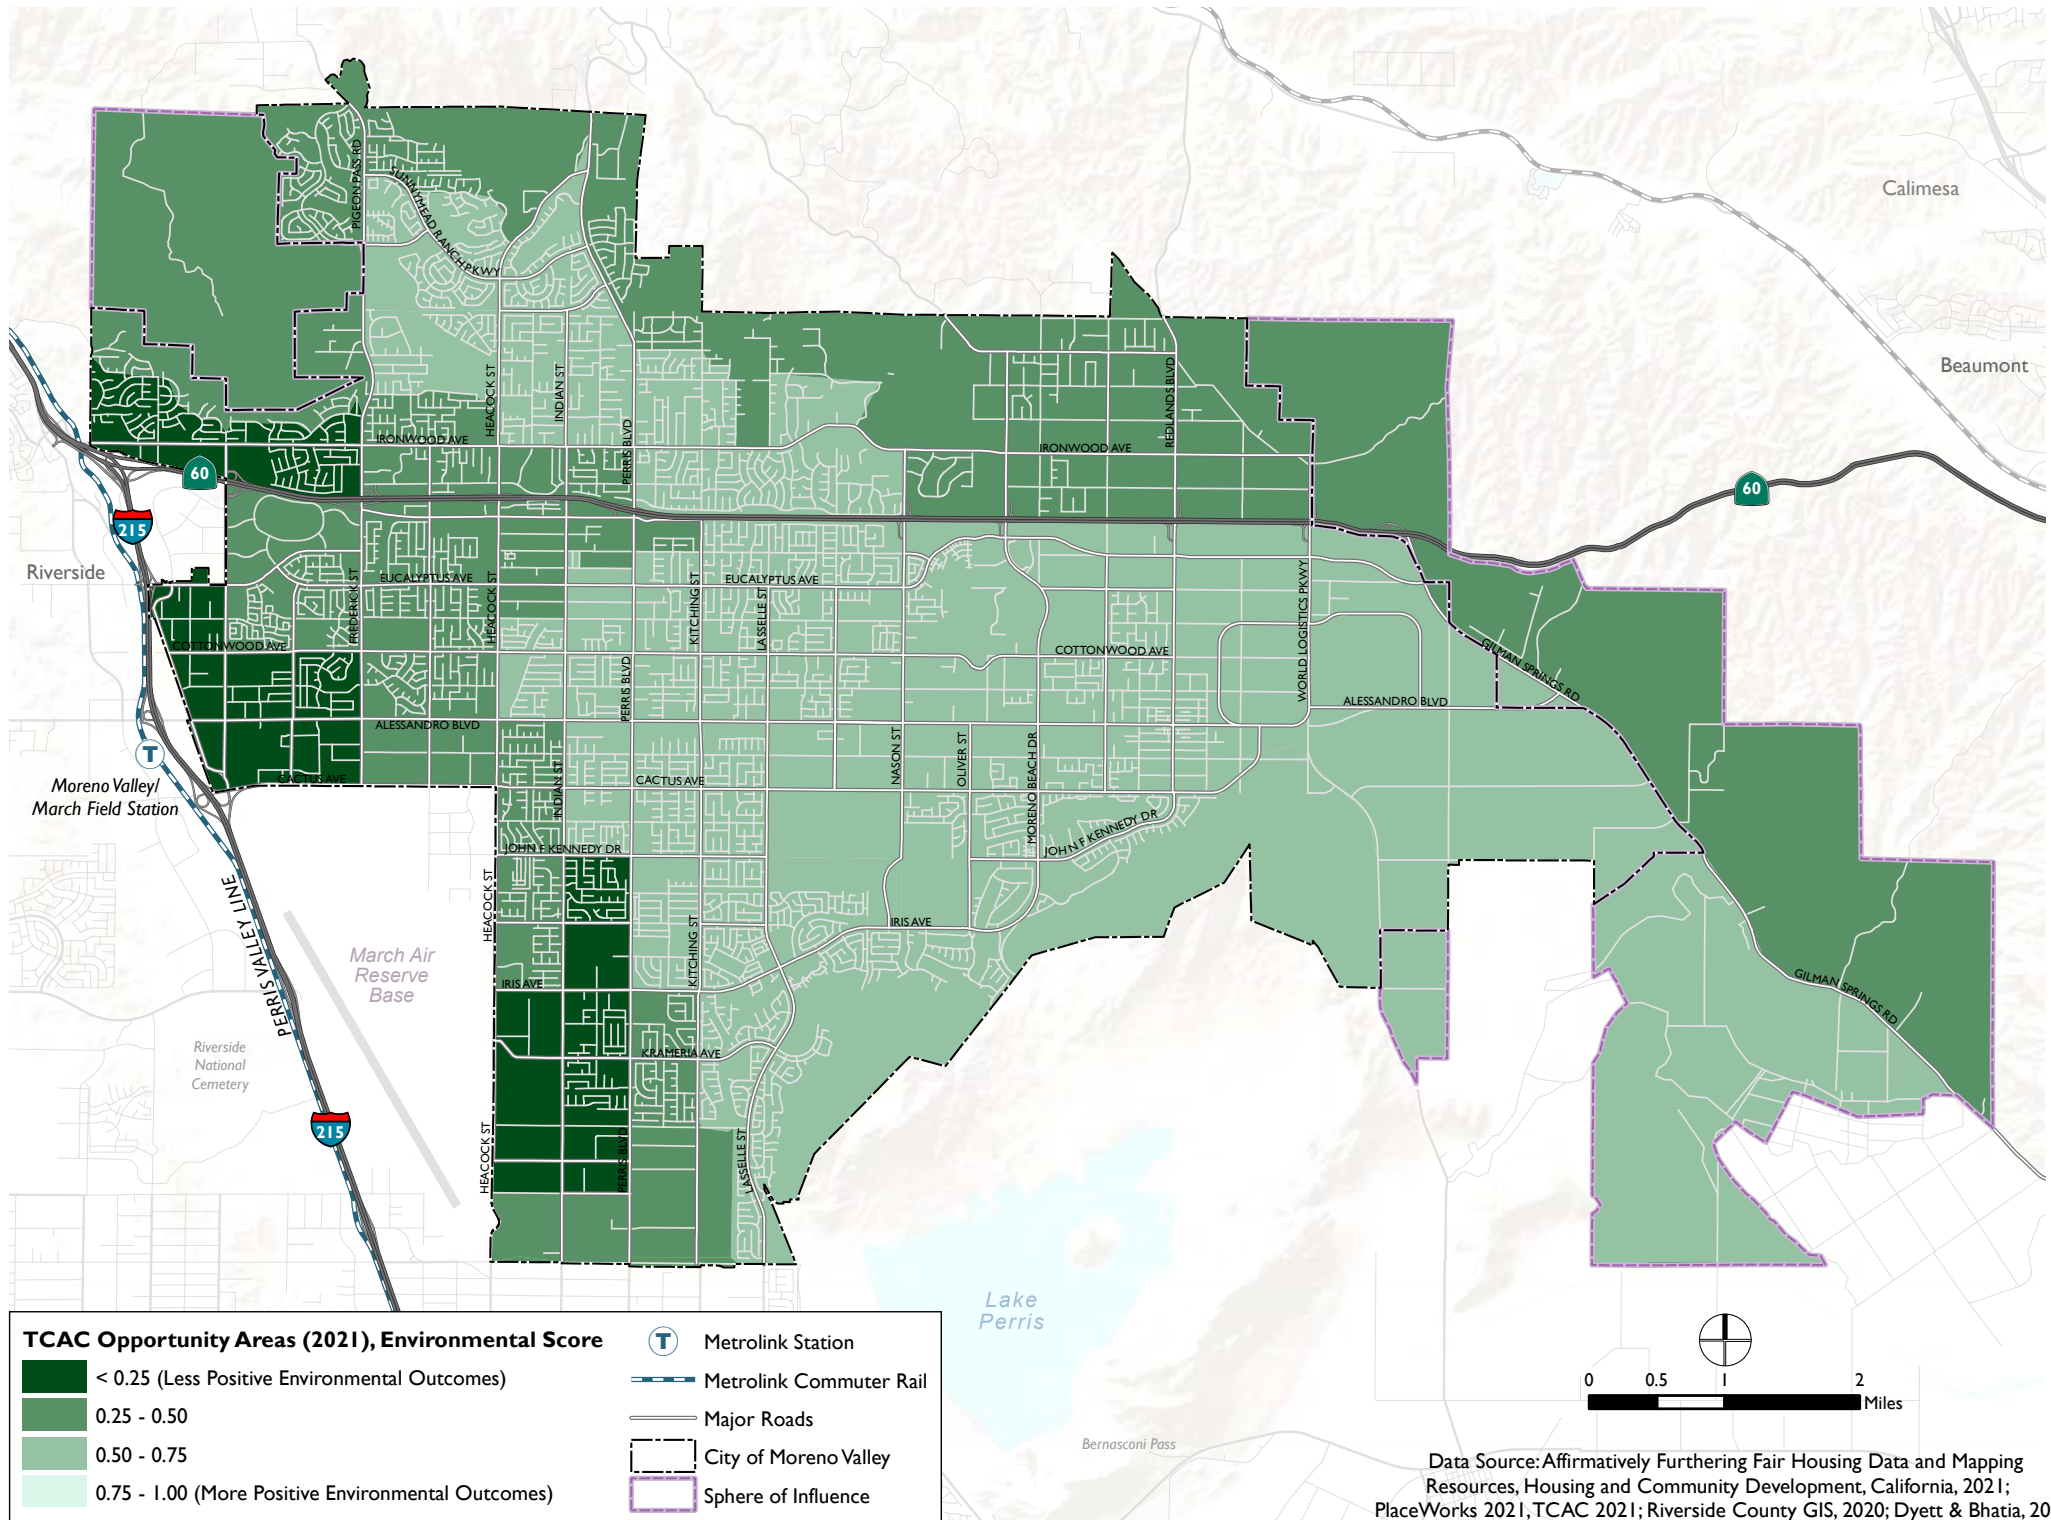 Calimesa
Beaumont
PIGEON PASS RD
SUNNYMEAD RANCH PKWY
HEACOCK ST
INDIAN ST
PERRIS BLVD
REDLANDS BLVD
IRONWOOD AVE
IRONWOOD AVE
60
60
215
Riverside
EUCALYPTUS AVE
EUCALYPTUS AVE
FREDERICK ST
HEACOCK ST
KITCHING ST
LASSELLE ST
WORLD LOGISTICS PKWY
COTTONWOOD AVE
COTTONWOOD AVE
GILMAN SPRINGS RD
PERRIS BLVD
ALESSANDRO BLVD
ALESSANDRO BLVD
T
Moreno Valley/
March Field Station
CACTUS AVE
CACTUS AVE
INDIAN ST
NASON ST
OLIVER ST
MORENO BEACH DR
JOHN F KENNEDY DR
JOHN F KENNEDY DR
HEACOCK ST
PERRIS VALLEY LINE
March Air
Reserve
Base
KITCHING ST
IRIS AVE
IRIS AVE
GILMAN SPRINGS RD
KRAMERIA AVE
Riverside
National
Cemetery
215
HEACOCK ST
PERRIS BLVD
LASSELLE ST
Lake
Perris
Bernasconi Pass
TCAC Opportunity Areas (2021), Environmental Score
< 0.25 (Less Positive Environmental Outcomes)
0.25 - 0.50
0.50 - 0.75
0.75 - 1.00 (More Positive Environmental Outcomes)
T
Metrolink Station
Metrolink Commuter Rail
Major Roads
City of Moreno Valley
Sphere of Influence
0 0.5 1 2
Miles
Data Source: Affirmatively Furthering Fair Housing Data and Mapping
Resources, Housing and Community Development, California, 2021;
PlaceWorks 2021, TCAC 2021; Riverside County GIS, 2020; Dyett & Bhatia, 20